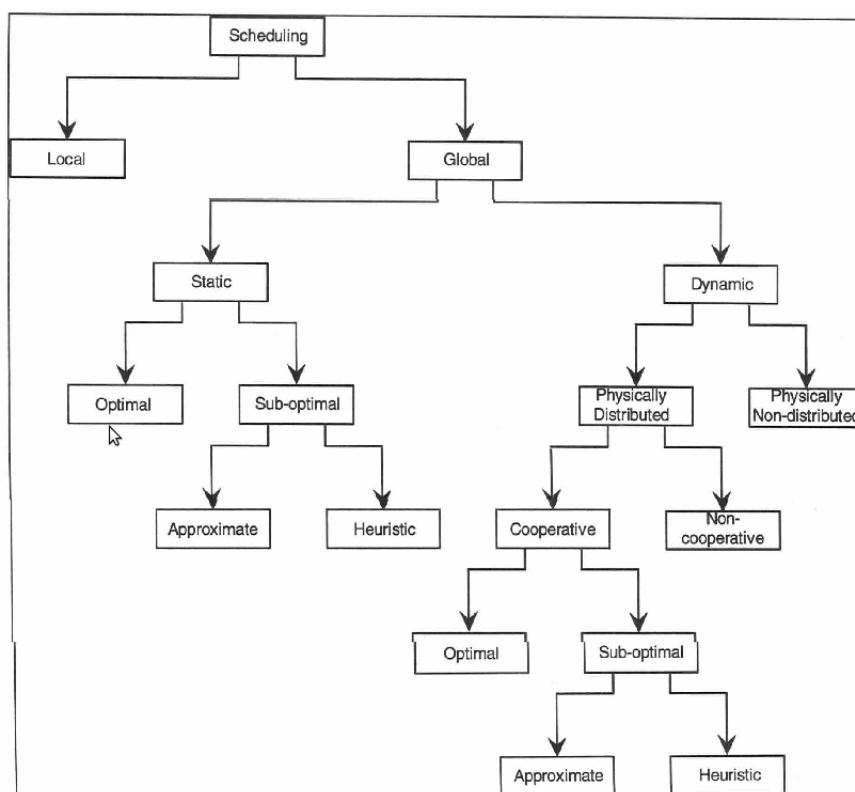 Scheduling
Local
Global
Static
Dynamic
Optimal
Sub-optimal
Physically
Distributed
Physically
Non-distributed
Approximate
Heuristic
Cooperative
Non-
cooperative
Optimal
Sub-optimal
Approximate
Heuristic